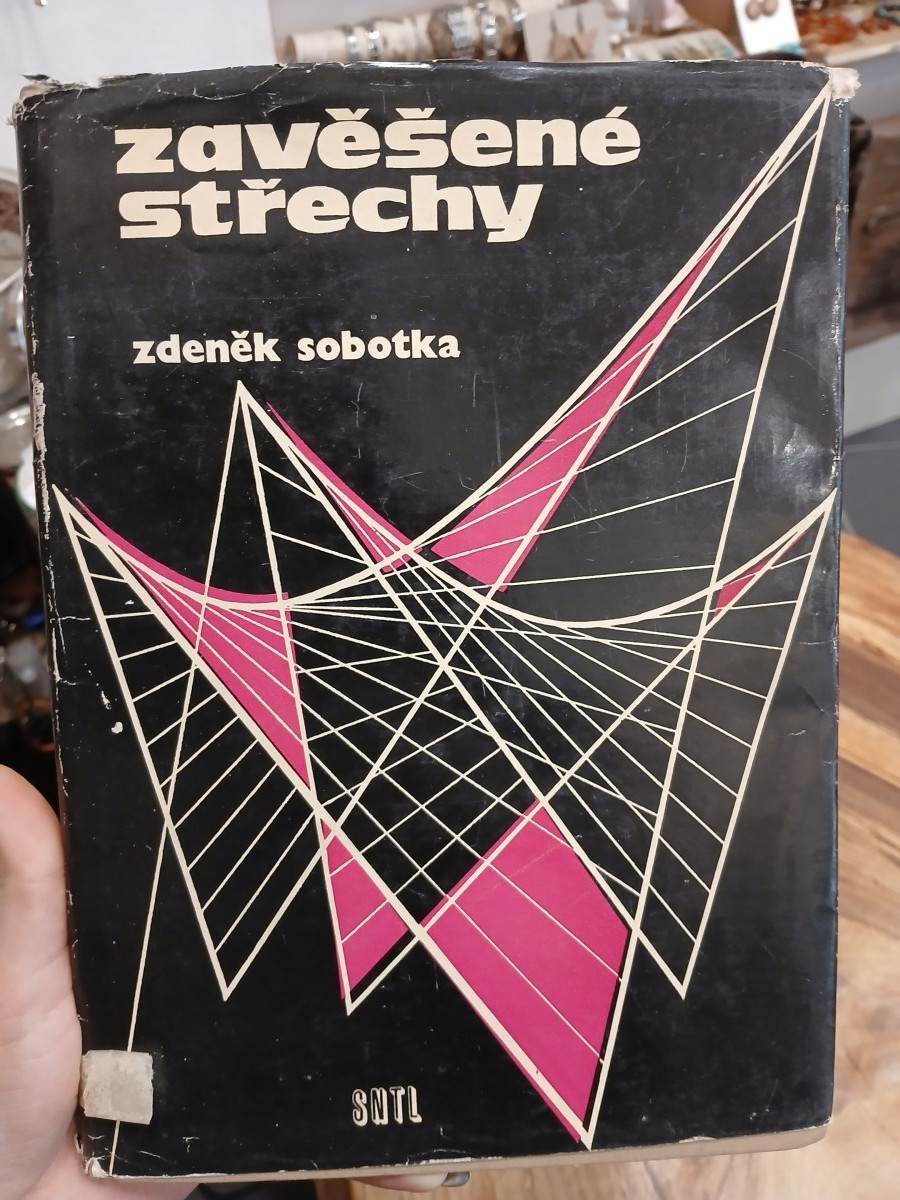 zavěšené
střechy
zdeněk sobotka
SNTL